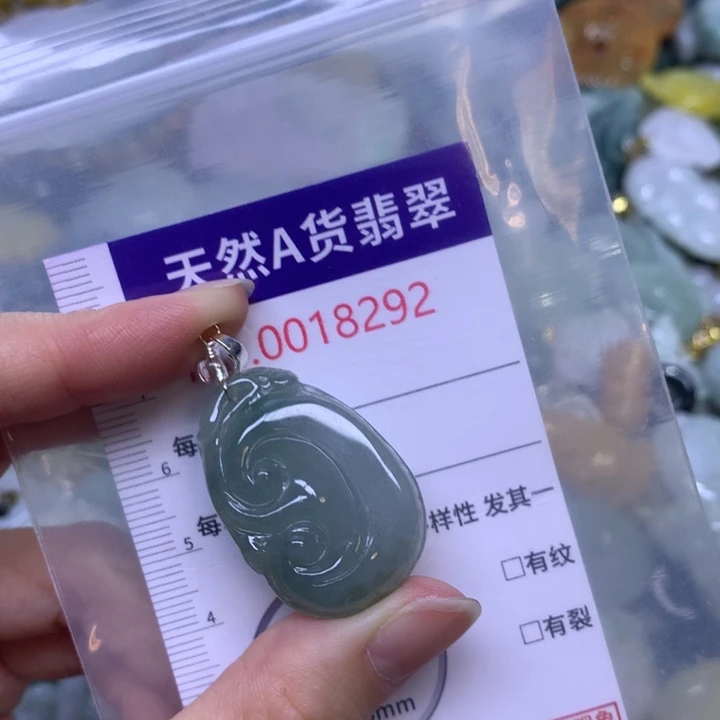 天然A货翡翠
.0018292
每
6
每 样性 发其一
5
□有纹
4
□有裂
mm